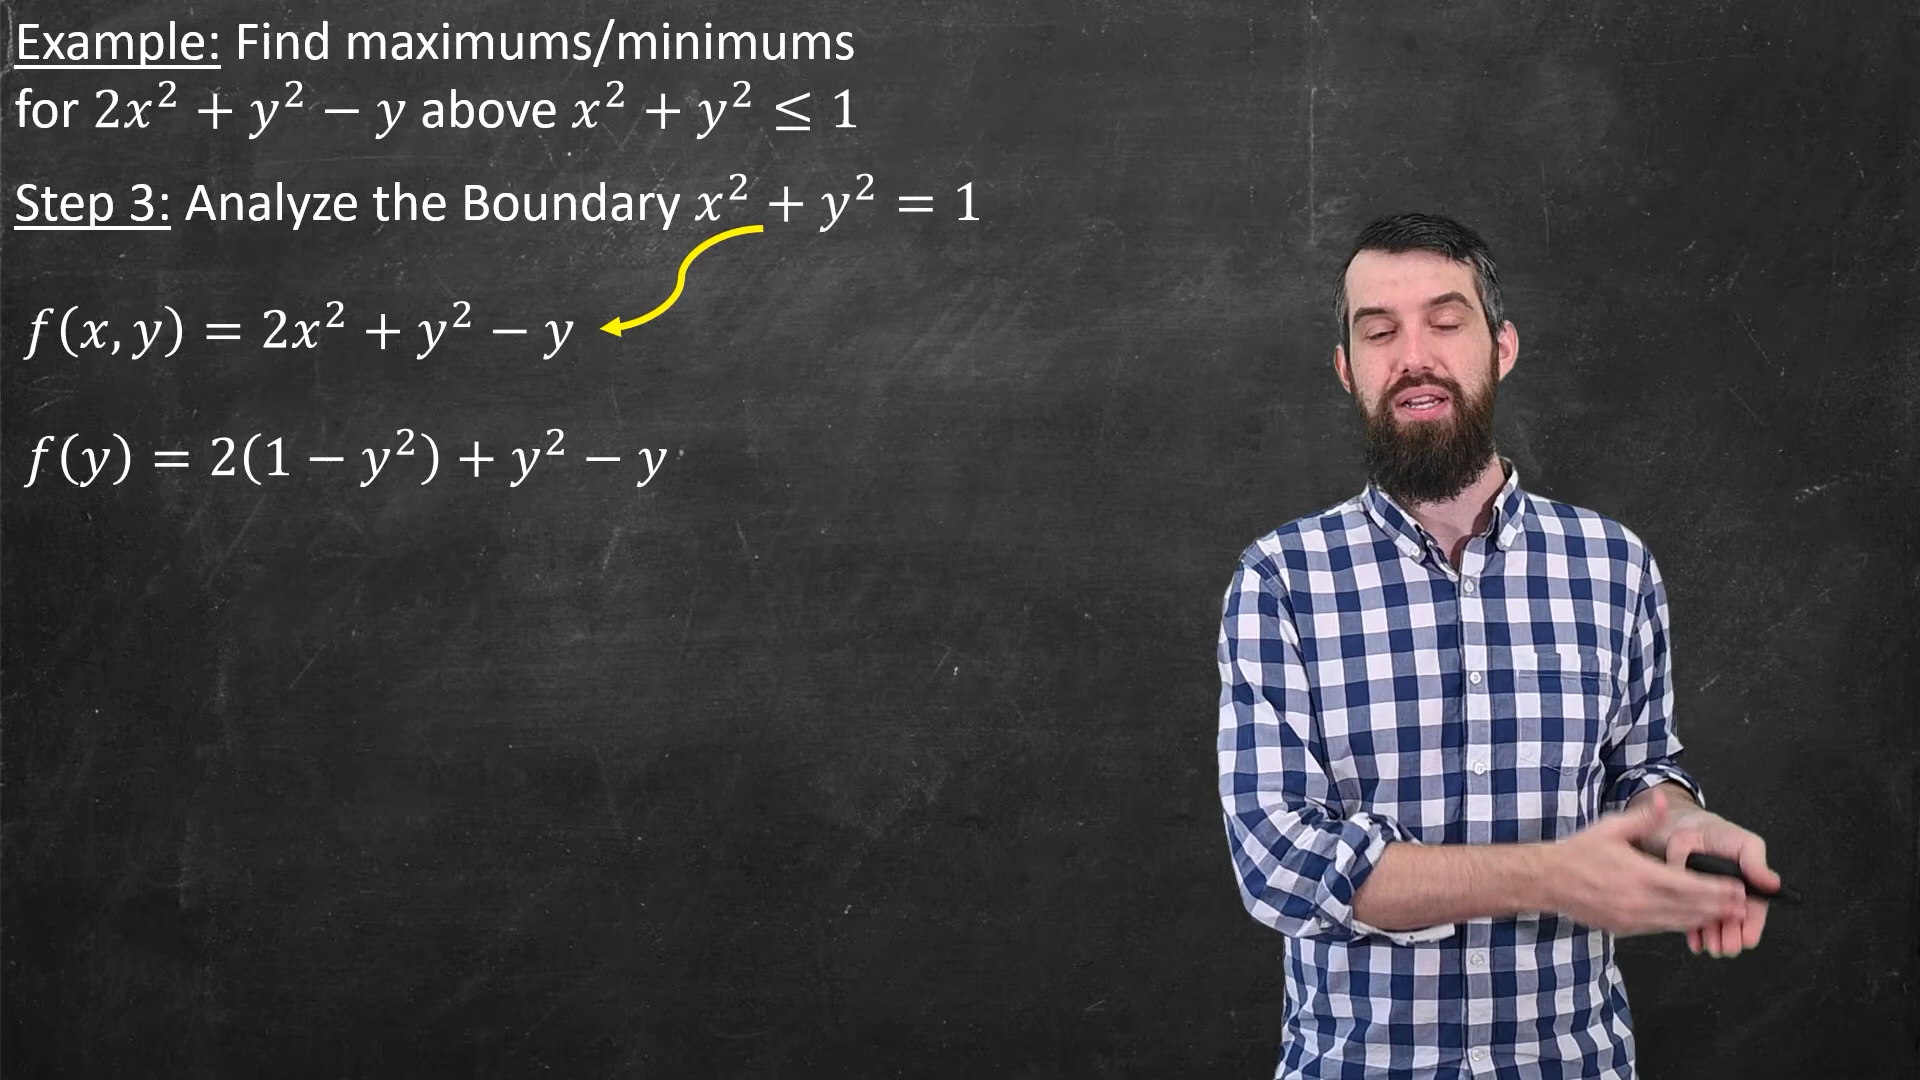 Example: Find maximums/minimums
for 2x² + y² − y above x² + y² ≤ 1
Step 3: Analyze the Boundary x² + y² = 1
f(x, y) = 2x² + y² − y
f(y) = 2(1 − y²) + y² − y